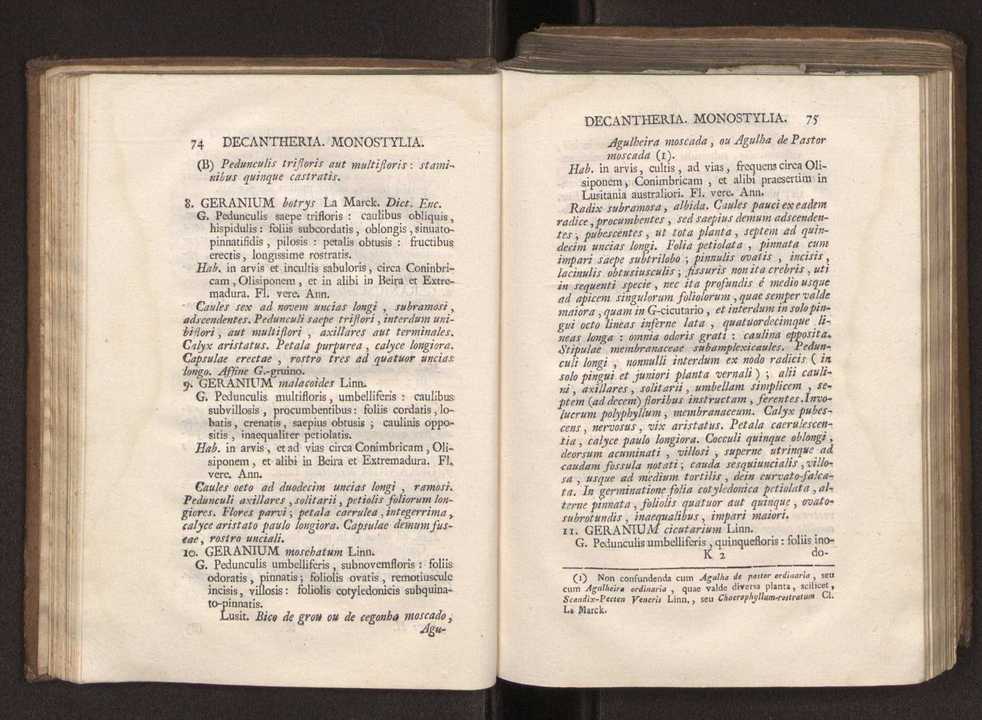 74 DECANTHERIA. MONOSTYLIA.
(B) Pedunculis trifloris aut multifloris : stami-
nibus quinque castratis.
8. GERANIUM botrys La Marck. Dict. Enc.
G. Pedunculis saepe trifloris : caulibus obliquis,
hispidulis : foliis subcordatis, oblongis, sinuato-
pinnatifidis, pilosis : petalis obtusis : fructibus
erectis, longissime rostratis.
Hab. in arvis et incultis sabuloris, circa Coninbri-
cam, Olisiponem, et in alibi in Beira et Extre-
madura. Fl. vere. Ann.
Caules sex ad novem uncias longi, subramosi,
adscendentes. Pedunculi saepe triflori, interdum uni-
biflori, aut multiflori, axillares aut terminales.
Calyx aristatus. Petala purpurea, calyce longiora.
Capsulae erectae, rostro tres ad quatuor uncias
longo. Affine G.-gruino.
9. GERANIUM malacoides Linn.
G. Pedunculis multifloris, umbelliferis : caulibus
subvillosis, procumbentibus : foliis cordatis, lo-
batis, crenatis, saepius obtusis ; caulinis oppo-
sitis, inaequaliter petiolatis.
Hab. in arvis, et ad vias circa Conimbricam, Oli-
siponem, et alibi in Beira et Extremadura. Fl.
vere. Ann.
Caules octo ad duodecim uncias longi, ramosi.
Pedunculi axillares, solitarii, petiolis foliorum lon-
giores. Flores parvi ; petala caerulea, integerrima,
calyce aristato paulo longiora. Capsulae demum fus-
cae, rostro unciali.
10. GERANIUM moschatum Linn.
G. Pedunculis umbelliferis, subnovemfloris : foliis
odoratis, pinnatis ; foliolis ovatis, remotiuscule
incisis, villosis : foliolis cotyledonicis subquina-
to-pinnatis.
Lusit. Bico de grou ou de cegonha moscado,
Agu-
DECANTHERIA. MONOSTYLIA. 75
Agulheira moscada, ou Agulha de Pastor
moscada (1).
Hab. in arvis, cultis, ad vias, frequens circa Oli-
siponem, Conimbricam, et alibi praesertim in
Lusitania australiori. Fl. vere. Ann.
Radix subramosa, albida. Caules pauci ex eadem
radice, procumbentes, sed saepius demum adscenden-
tes ; pubescentes, ut tota planta, septem ad quin-
decim uncias longi. Folia petiolata, pinnata cum
impari saepe subtrilobo ; pinnulis ovatis, incisis,
lacinulis obtusiusculis ; fissuris non ita crebris, uti
in sequenti specie, nec ita profundis é medio usque
ad apicem singulorum foliolorum, quae semper valde
maiora, quam in G-cicutario, et interdum in solo pin-
gui octo lineas inferne lata, quatuordecimque li-
neas longa : omnia odoris grati : caulina opposita.
Stipulae membranaceae subamplexicaules. Pedun-
culi longi, nonnulli interdum ex nodo radicis ( in
solo pingui et juniori planta vernali ) ; alii cauli-
ni, axillares, solitarii, umbellam simplicem, se-
ptem (ad decem) floribus instructam, ferentes. Invo-
lucrum polyphyllum, membranaceum. Calyx pubes-
cens, nervosus, vix aristatus. Petala caerulescen-
tia, calyce paulo longiora. Cocculi quinque oblongi,
deorsum acuminati, villosi, superne utrinque ad
caudam fossula notati ; cauda sesquiuncialis, villo-
sa, usque ad medium tortilis, dein curvato-falca-
ta. In germinatione folia cotyledonica petiolata, al-
terne pinnata, foliolis quatuor aut quinque, ovato-
subrotundis, inaequalibus, impari maiori.
11. GERANIUM cicutarium Linn.
G. Pedunculis umbelliferis, quinquefloris : foliis ino-
K 2 do-
(1) Non confundenda cum Agulha de pastor ordinaria, seu
cum Agulheira ordinaria, quae valde diversa planta, scilicet,
Scandix-Pecten Veneris Linn., seu Chaerophyllum-rostratum Cl.
La Marck.